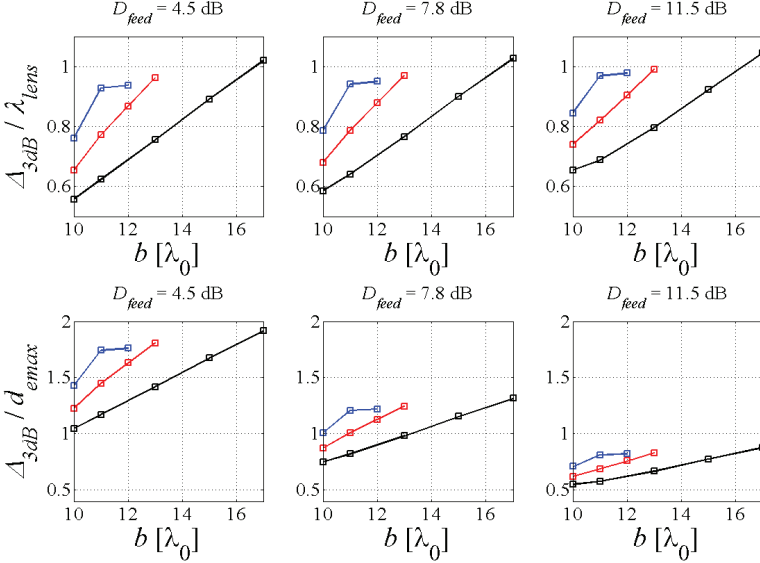 D_feed = 4.5 dB
D_feed = 7.8 dB
D_feed = 11.5 dB
Δ_3dB / λ_lens
1
0.8
0.6
10 12 14 16
b [λ_0]
1
0.8
0.6
10 12 14 16
b [λ_0]
1
0.8
0.6
10 12 14 16
b [λ_0]
D_feed = 4.5 dB
D_feed = 7.8 dB
D_feed = 11.5 dB
Δ_3dB / d_emax
2
1.5
1
0.5
10 12 14 16
b [λ_0]
2
1.5
1
0.5
10 12 14 16
b [λ_0]
2
1.5
1
0.5
10 12 14 16
b [λ_0]